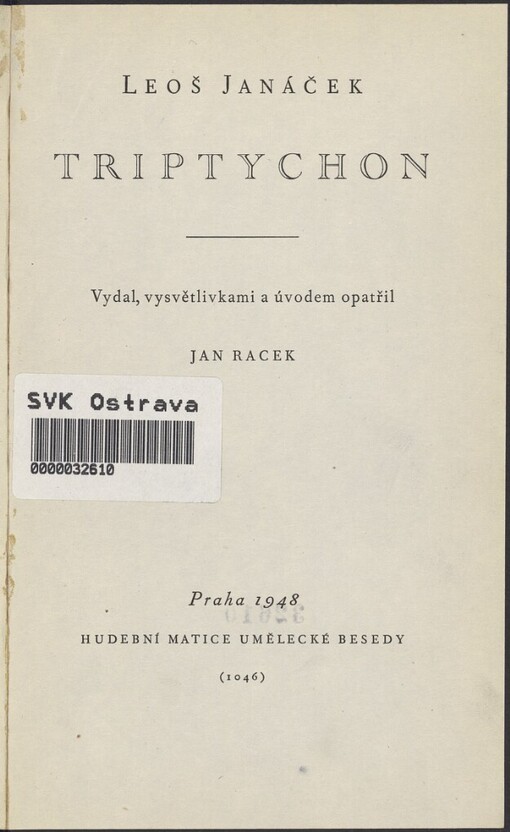 Leoš Janáček
TRIPTYCHON
Vydal, vysvětlivkami a úvodem opatřil
JAN RACEK
SVK Ostrava
0000032610
Praha 1948
HUDEBNÍ MATICE UMĚLECKÉ BESEDY
(1046)